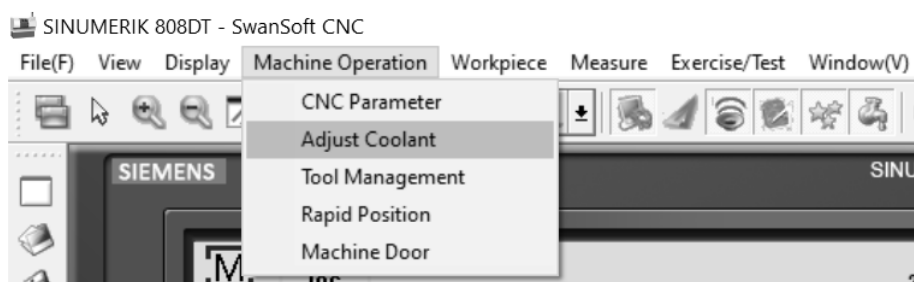 SINUMERIK 808DT - SwanSoft CNC
File(F) View Display Machine Operation Workpiece Measure Exercise/Test Window(V)
CNC Parameter
Adjust Coolant
SIEMENS
SINU
Tool Management
Rapid Position
Machine Door
M